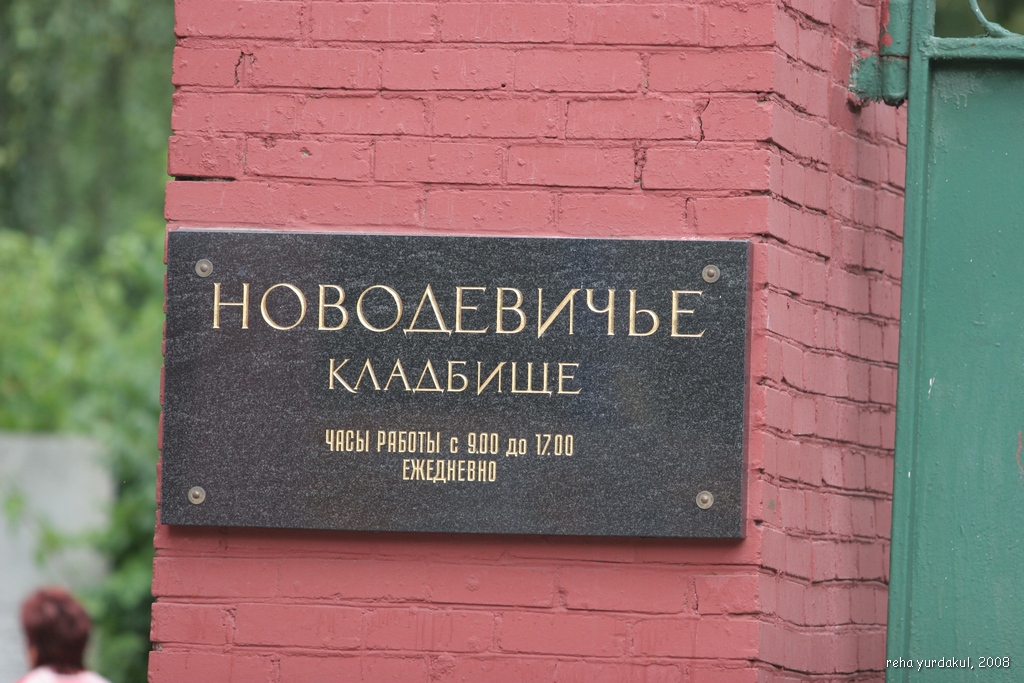 НОВОДЕВИЧЬЕ
КЛАДБИЩЕ
ЧАСЫ РАБОТЫ с 9.00 до 17.00
ЕЖЕДНЕВНО
reha yurdakul, 2008